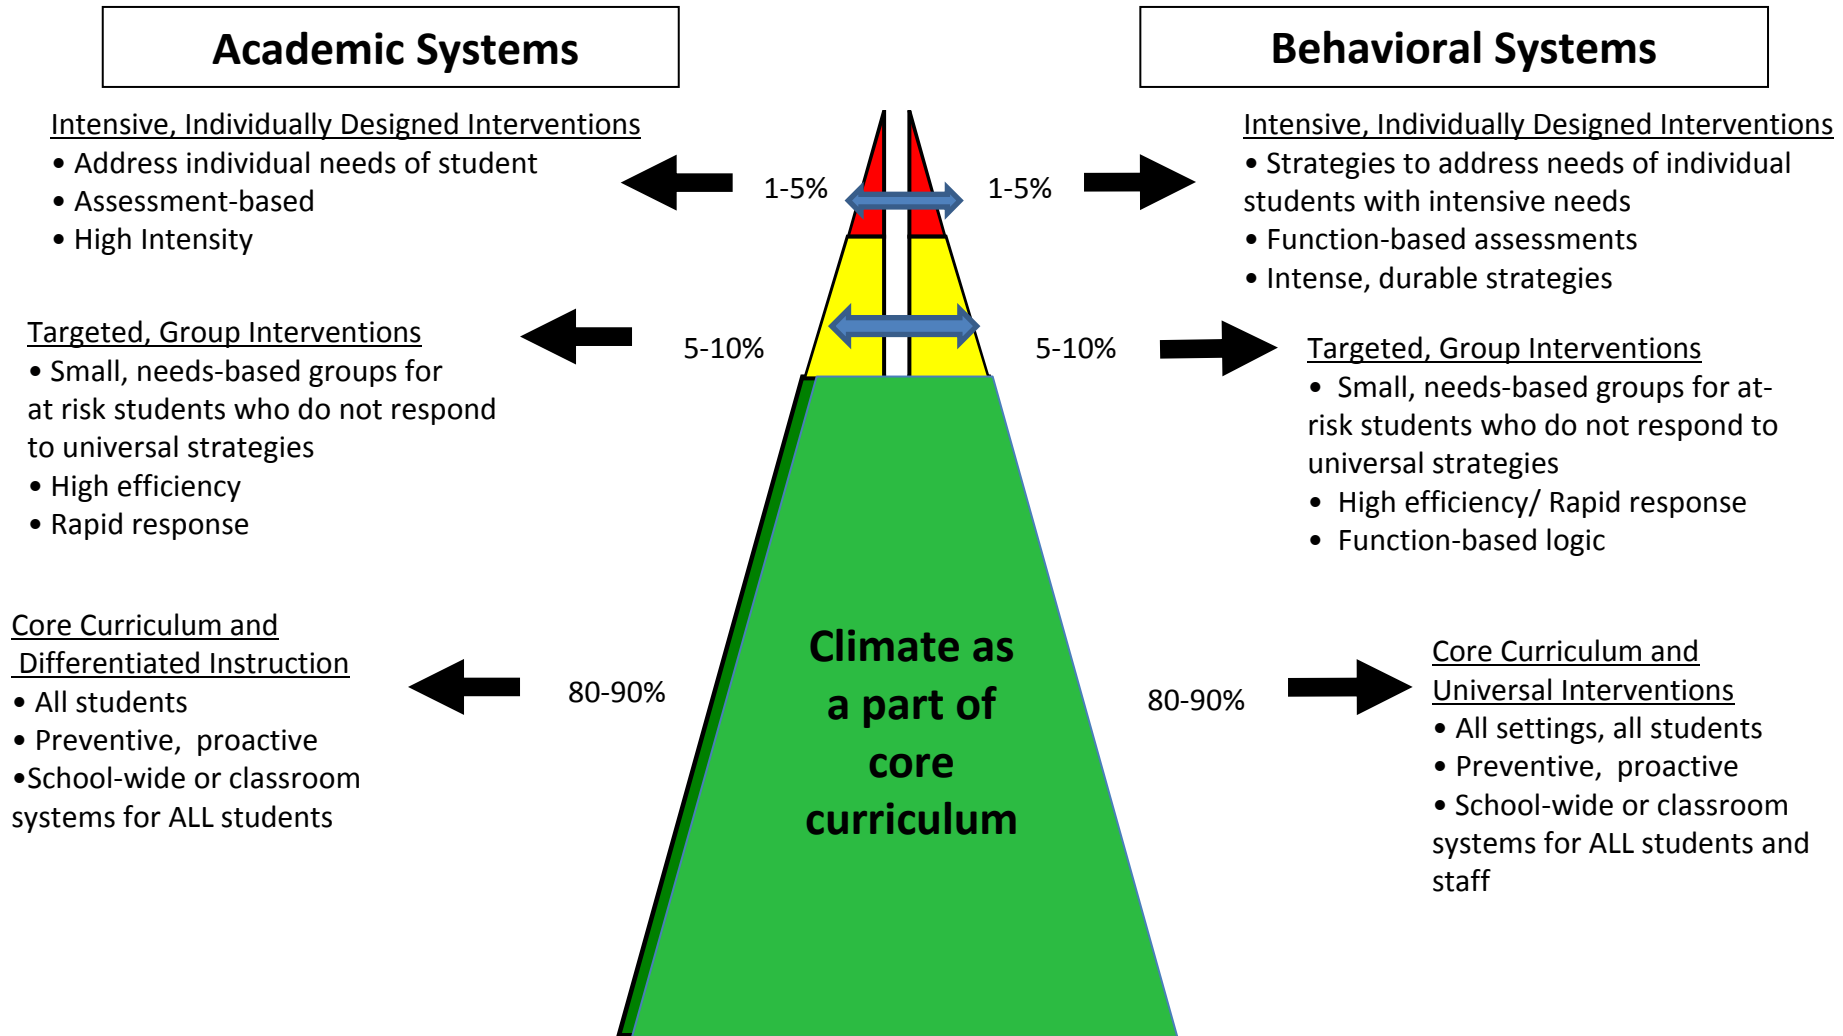 Academic Systems
Intensive, Individually Designed Interventions
• Address individual needs of student
• Assessment-based
• High Intensity
1-5%
Targeted, Group Interventions
• Small, needs-based groups for
at risk students who do not respond
to universal strategies
• High efficiency
• Rapid response
5-10%
Core Curriculum and
Differentiated Instruction
• All students
• Preventive, proactive
•School-wide or classroom
systems for ALL students
80-90%
Climate as
a part of
core
curriculum
Behavioral Systems
1-5%
Intensive, Individually Designed Interventions
• Strategies to address needs of individual
students with intensive needs
• Function-based assessments
• Intense, durable strategies
5-10%
Targeted, Group Interventions
• Small, needs-based groups for at-
risk students who do not respond to
universal strategies
• High efficiency/ Rapid response
• Function-based logic
80-90%
Core Curriculum and
Universal Interventions
• All settings, all students
• Preventive, proactive
• School-wide or classroom
systems for ALL students and
staff